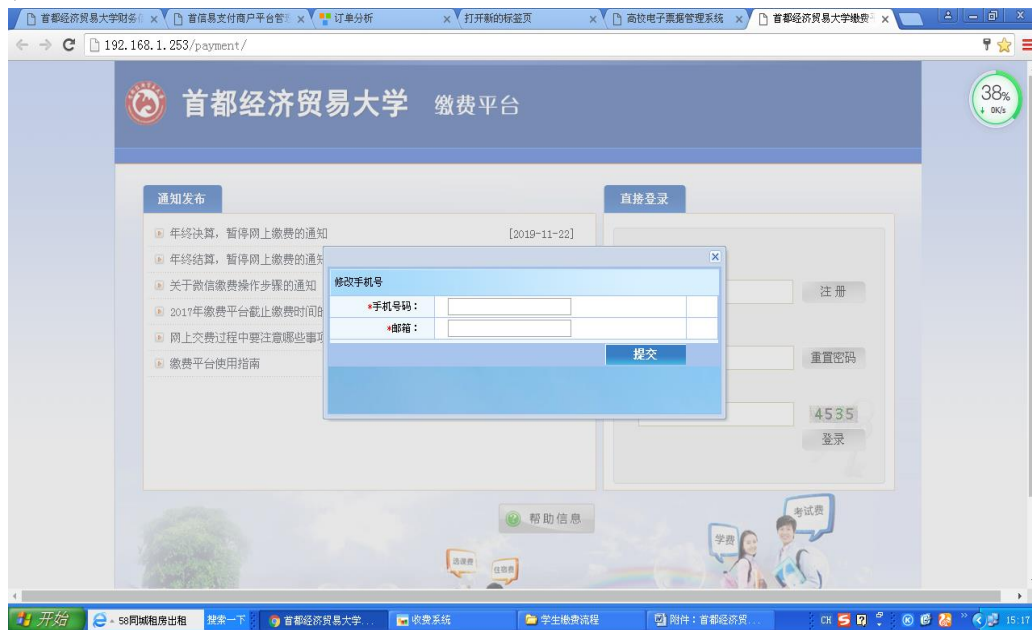 首都经济贸易大学财务
首信易支付商户平台管
订单分析
打开新的标签页
高校电子票据管理系统
首都经济贸易大学缴费
192.168.1.253/payment/
38%
0K/s
首都经济贸易大学 缴费平台
通知发布
直接登录
年终决算，暂停网上缴费的通知 [2019-11-22]
年终结算，暂停网上缴费的通知
关于微信缴费操作步骤的通知
2017年缴费平台截止缴费时间的
网上交费过程中要注意哪些事项
缴费平台使用指南
修改手机号
*手机号码：
*邮箱：
提交
注册
重置密码
4535
登录
帮助信息
考试费
学费
住宿费
开始
58同城租房出租
搜索一下
首都经济贸易大学...
收费系统
学生缴费流程
附件：首都经济贸...
CH
15:17